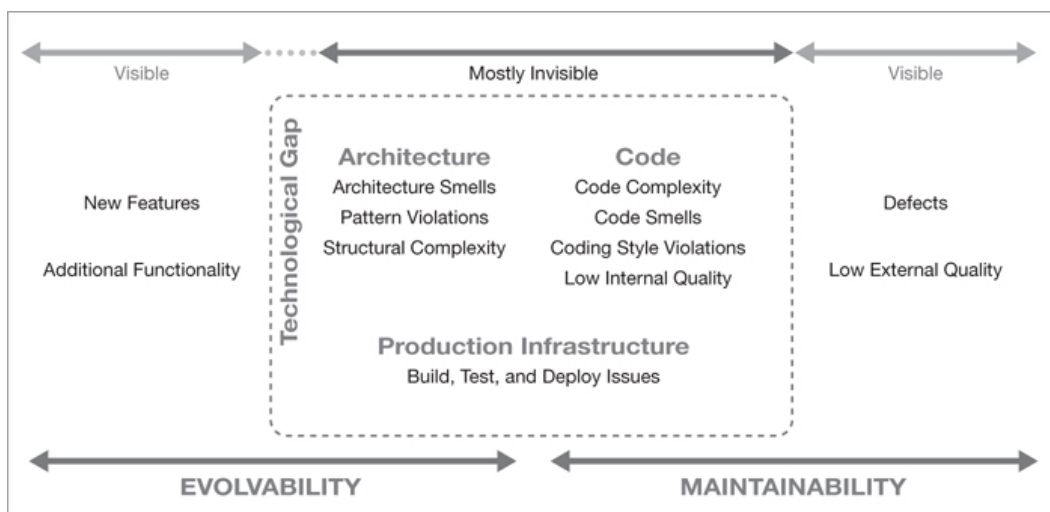 Visible
Mostly Invisible
Visible
New Features
Additional Functionality
Technological Gap
Architecture
Architecture Smells
Pattern Violations
Structural Complexity
Code
Code Complexity
Code Smells
Coding Style Violations
Low Internal Quality
Production Infrastructure
Build, Test, and Deploy Issues
Defects
Low External Quality
EVOLVABILITY
MAINTAINABILITY